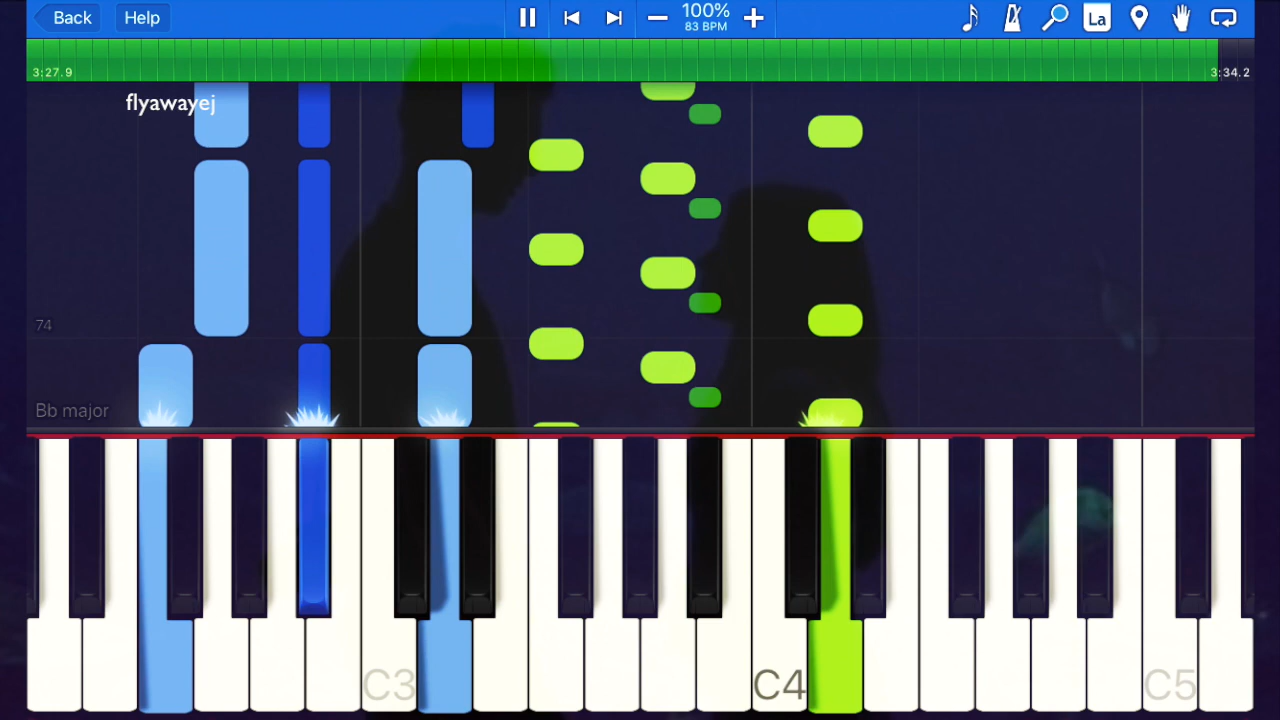 Back
Help
100%
83 BPM
La
3:27.9
3:34.2
flyawayej
74
Bb major
C3
C4
C5